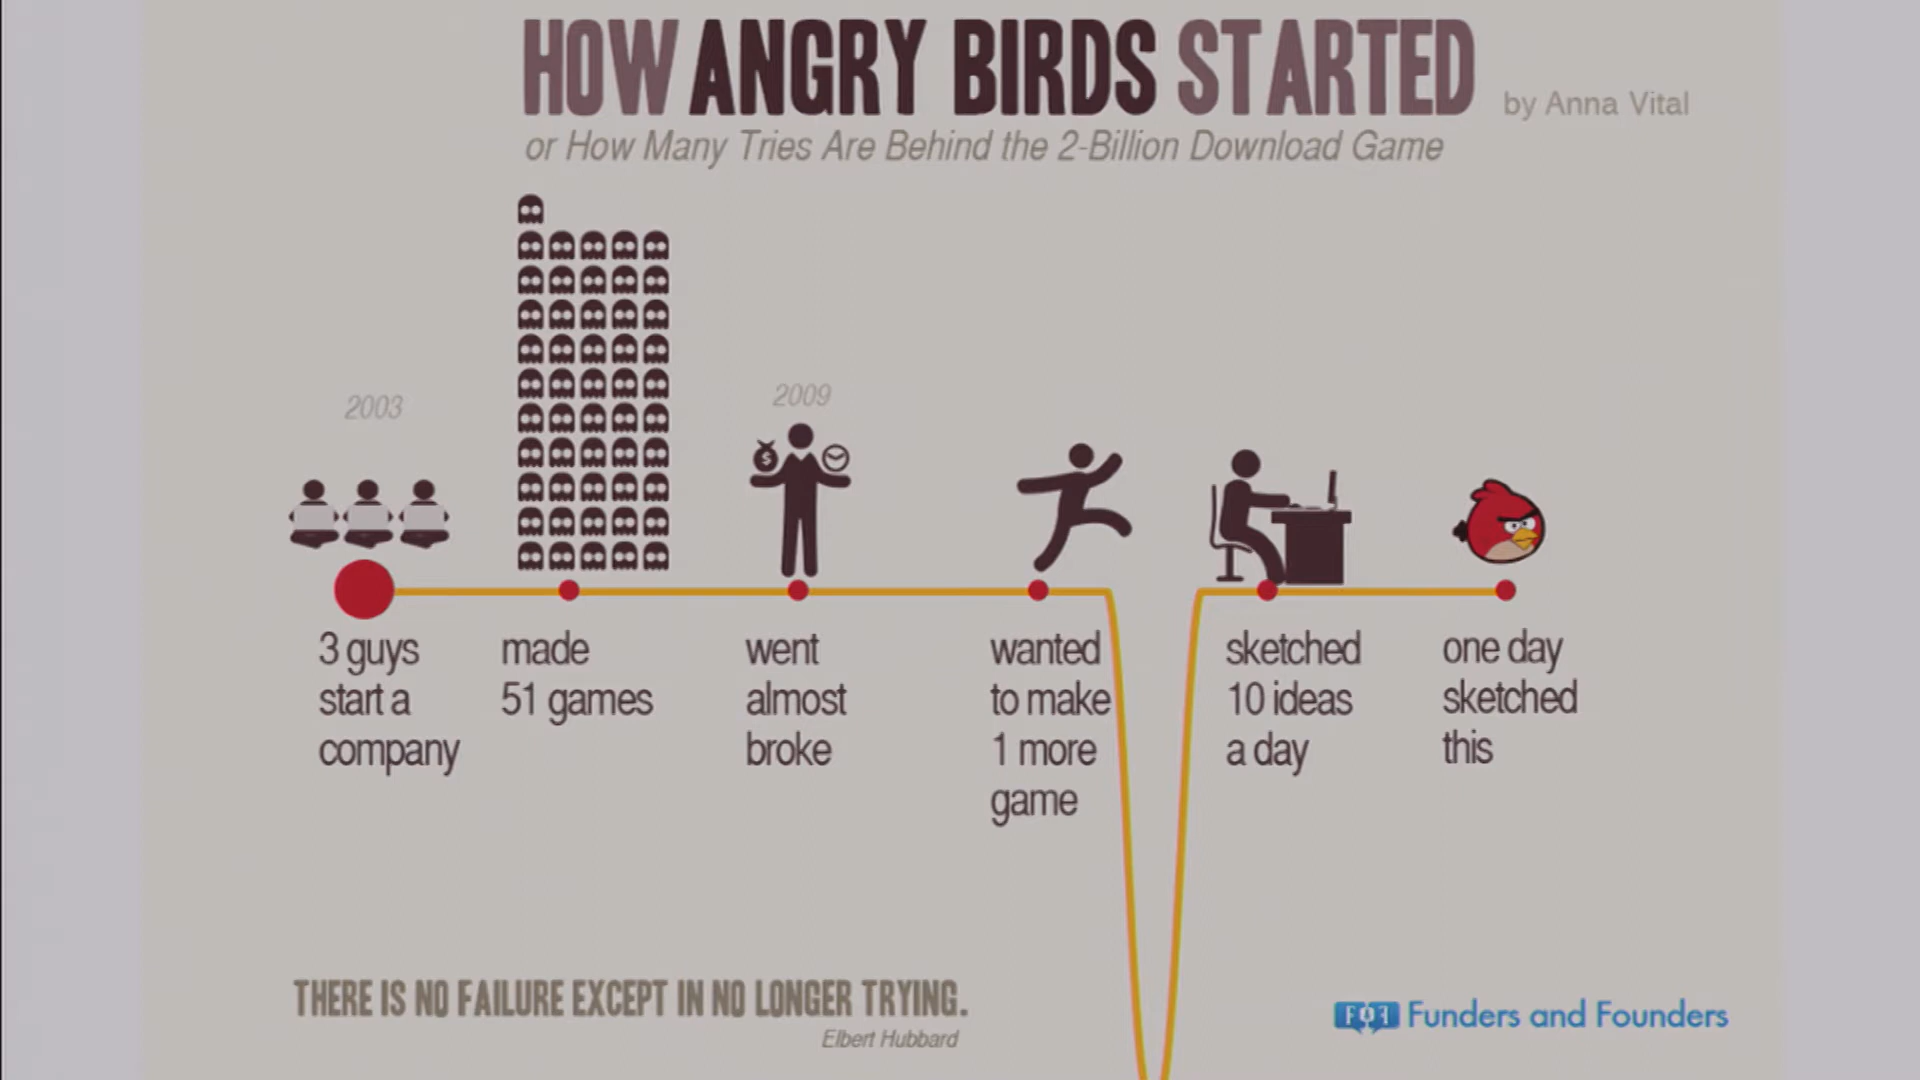 HOW ANGRY BIRDS STARTED
by Anna Vital
or How Many Tries Are Behind the 2-Billion Download Game
2003
2009
$
3 guys
start a
company
made
51 games
went
almost
broke
wanted
to make
1 more
game
sketched
10 ideas
a day
one day
sketched
this
THERE IS NO FAILURE EXCEPT IN NO LONGER TRYING.
Elbert Hubbard
FOF Funders and Founders